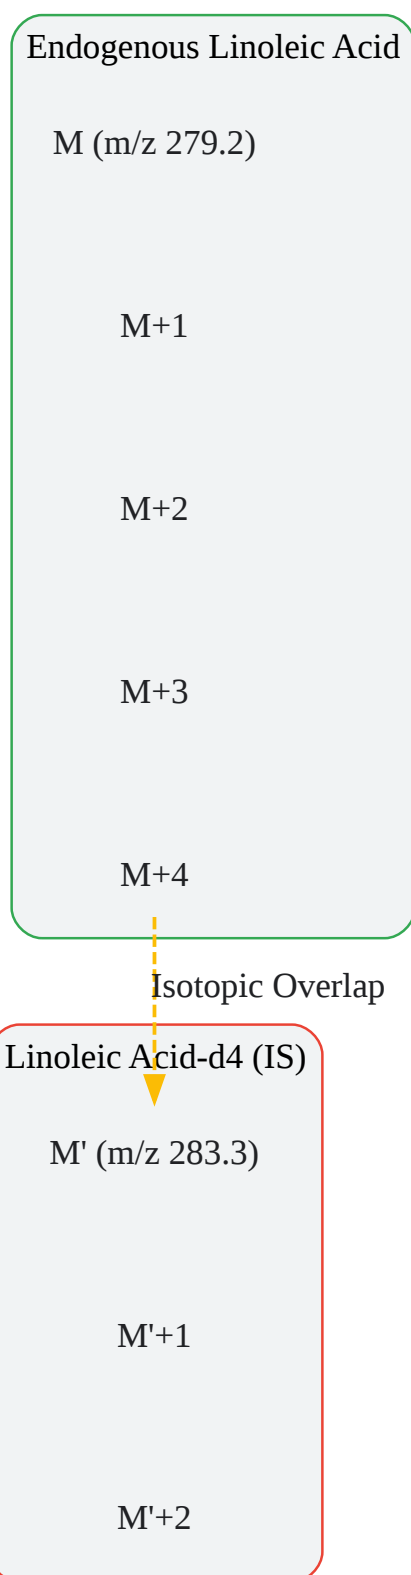 Endogenous Linoleic Acid
M (m/z 279.2)
M+1
M+2
M+3
M+4
Isotopic Overlap
Linoleic Acid-d4 (IS)
M' (m/z 283.3)
M'+1
M'+2